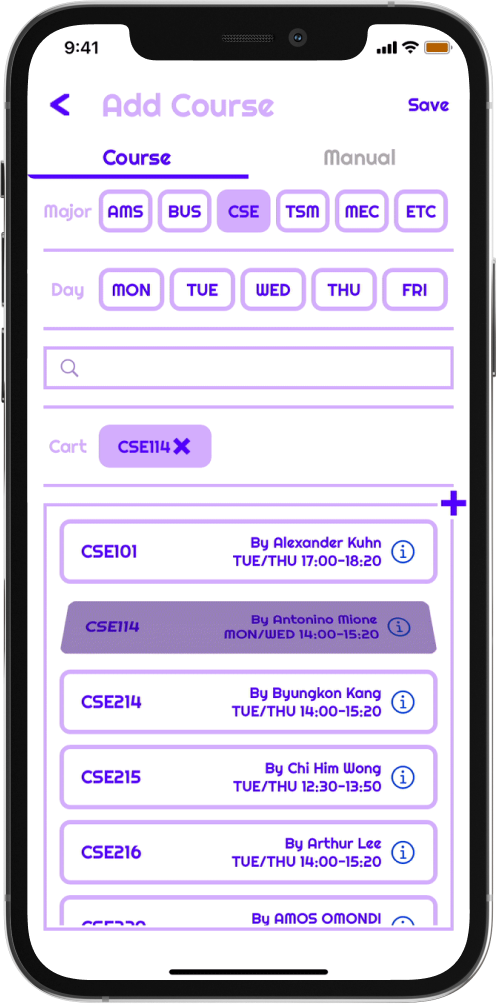 9:41
Add Course
Save
Course
Manual
Major AMS BUS CSE TSM MEC ETC
Day MON TUE WED THU FRI
Cart CSE114
CSE101
By Alexander Kuhn
TUE/THU 17:00-18:20
CSE114
By Antonino Mione
MON/WED 14:00-15:20
CSE214
By Byungkon Kang
TUE/THU 14:00-15:20
CSE215
By Chi Him Wong
TUE/THU 12:30-13:50
CSE216
By Arthur Lee
TUE/THU 14:00-15:20
By AMOS OMONDI